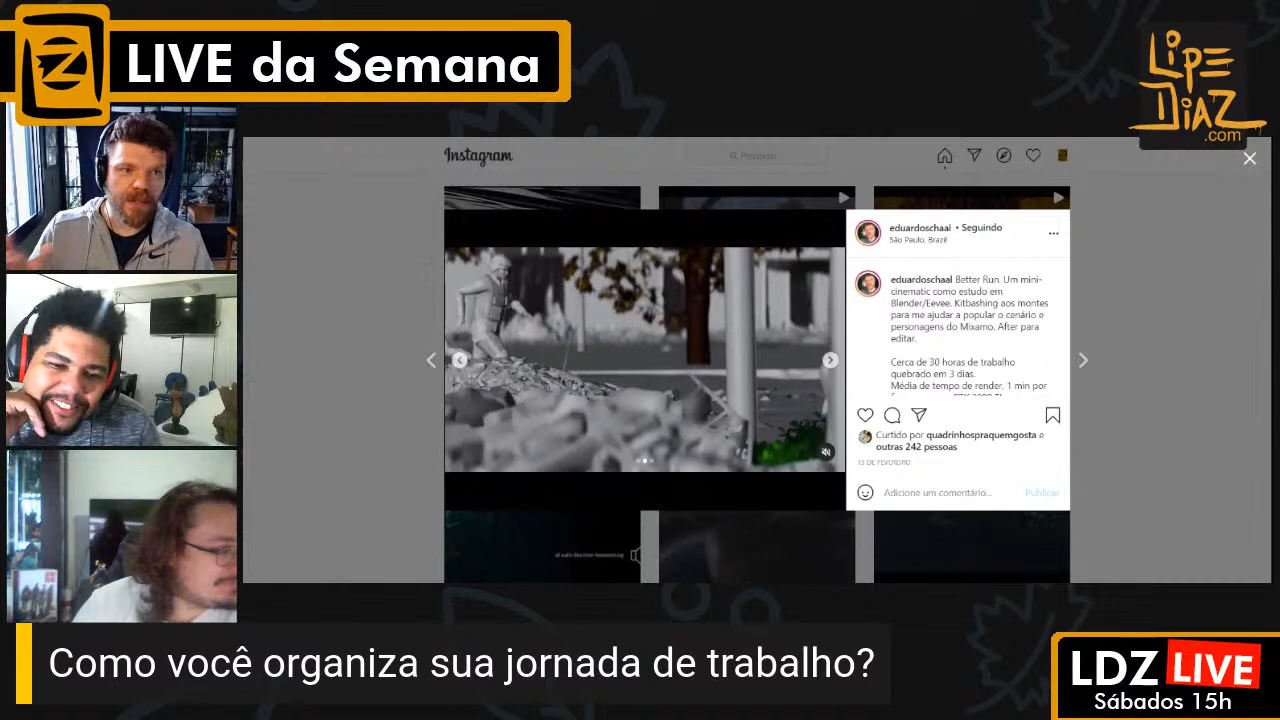 LIVE da Semana
LIPE
DIAZ
.com
Instagram
Pesquisar
eduardoschaal • Seguindo
São Paulo, Brazil
eduardoschaal Better Run. Um mini-
cinematic como estudo em
Blender/Eevee. Kitbashing aos montes
para me ajudar a popular o cenário e
personagens do Mixamo. After para
editar.
Cerca de 30 horas de trabalho
quebrado em 3 dias.
Média de tempo de render. 1 min por
Curtido por quadrinhospraquemgosta e
outras 242 pessoas
13 DE FEVEREIRO
Adicione um comentário...
Publicar
Como você organiza sua jornada de trabalho?
LDZ LIVE
Sábados 15h